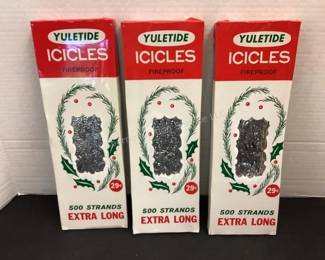 YULETIDE
ICICLES
FIREPROOF
29¢
500 STRANDS
EXTRA LONG
YULETIDE
ICICLES
FIREPROOF
29¢
500 STRANDS
EXTRA LONG
YULETIDE
ICICLES
FIREPROOF
29¢
500 STRANDS
EXTRA LONG